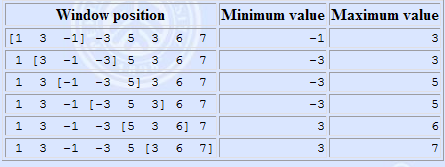 Window position Minimum value Maximum value
[1 3 -1] -3 5 3 6 7 -1 3
1 [3 -1 -3] 5 3 6 7 -3 3
1 3 [-1 -3 5] 3 6 7 -3 5
1 3 -1 [-3 5 3] 6 7 -3 5
1 3 -1 -3 [5 3 6] 7 3 6
1 3 -1 -3 5 [3 6 7] 3 7